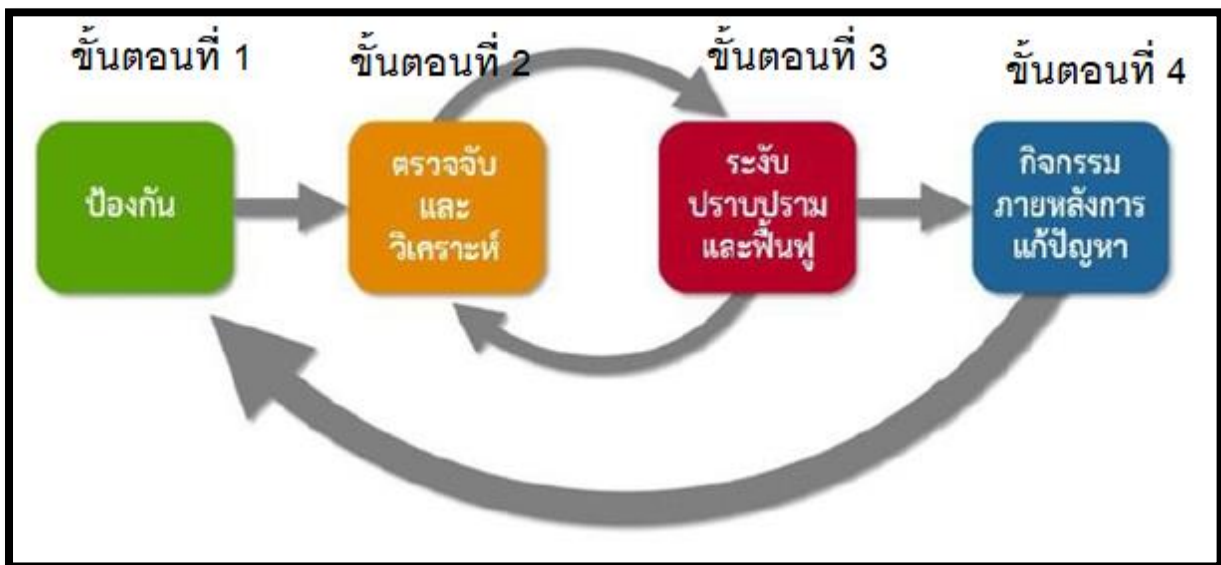 ขั้นตอนที่ 1
ขั้นตอนที่ 2
ขั้นตอนที่ 3
ขั้นตอนที่ 4
ป้องกัน
ตรวจจับ
และ
วิเคราะห์
ระงับ
ปราบปราม
และฟื้นฟู
กิจกรรม
ภายหลังการ
แก้ปัญหา